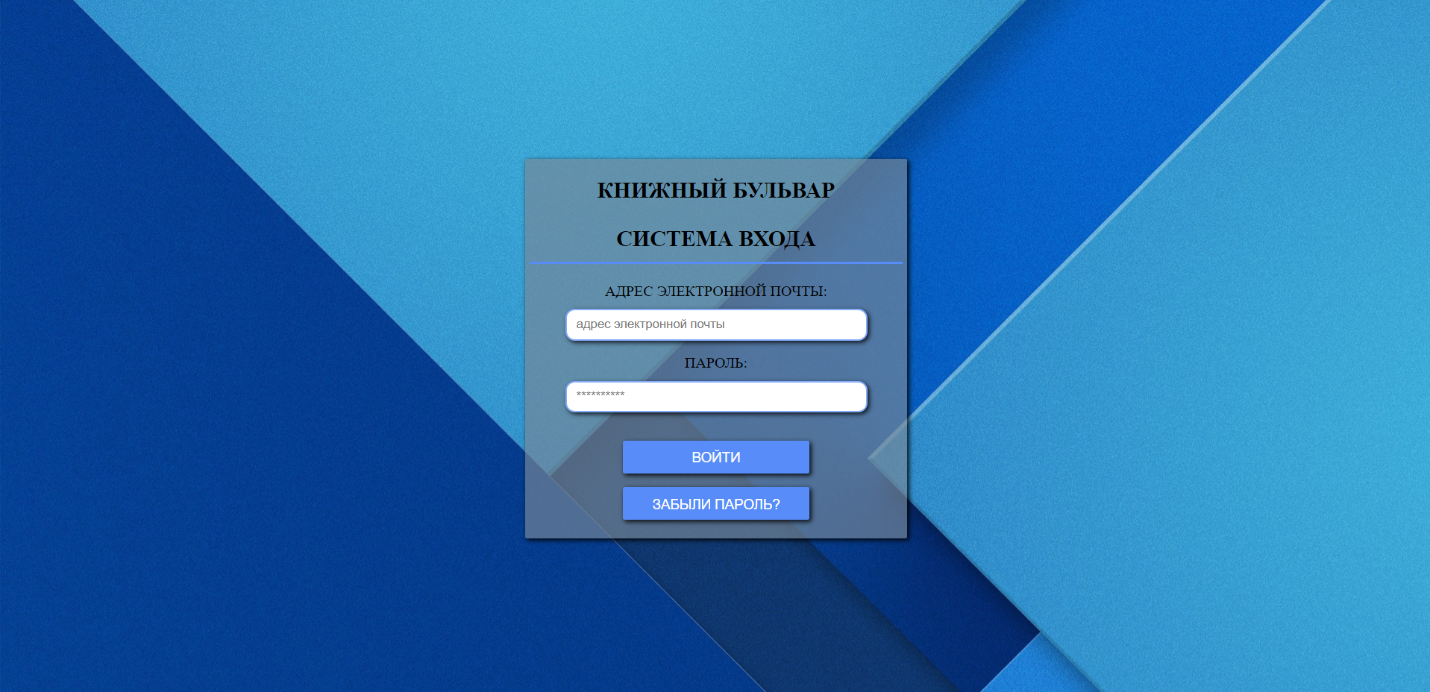 КНИЖНЫЙ БУЛЬВАР
СИСТЕМА ВХОДА
АДРЕС ЭЛЕКТРОННОЙ ПОЧТЫ:
адрес электронной почты
ПАРОЛЬ:
**********
ВОЙТИ
ЗАБЫЛИ ПАРОЛЬ?